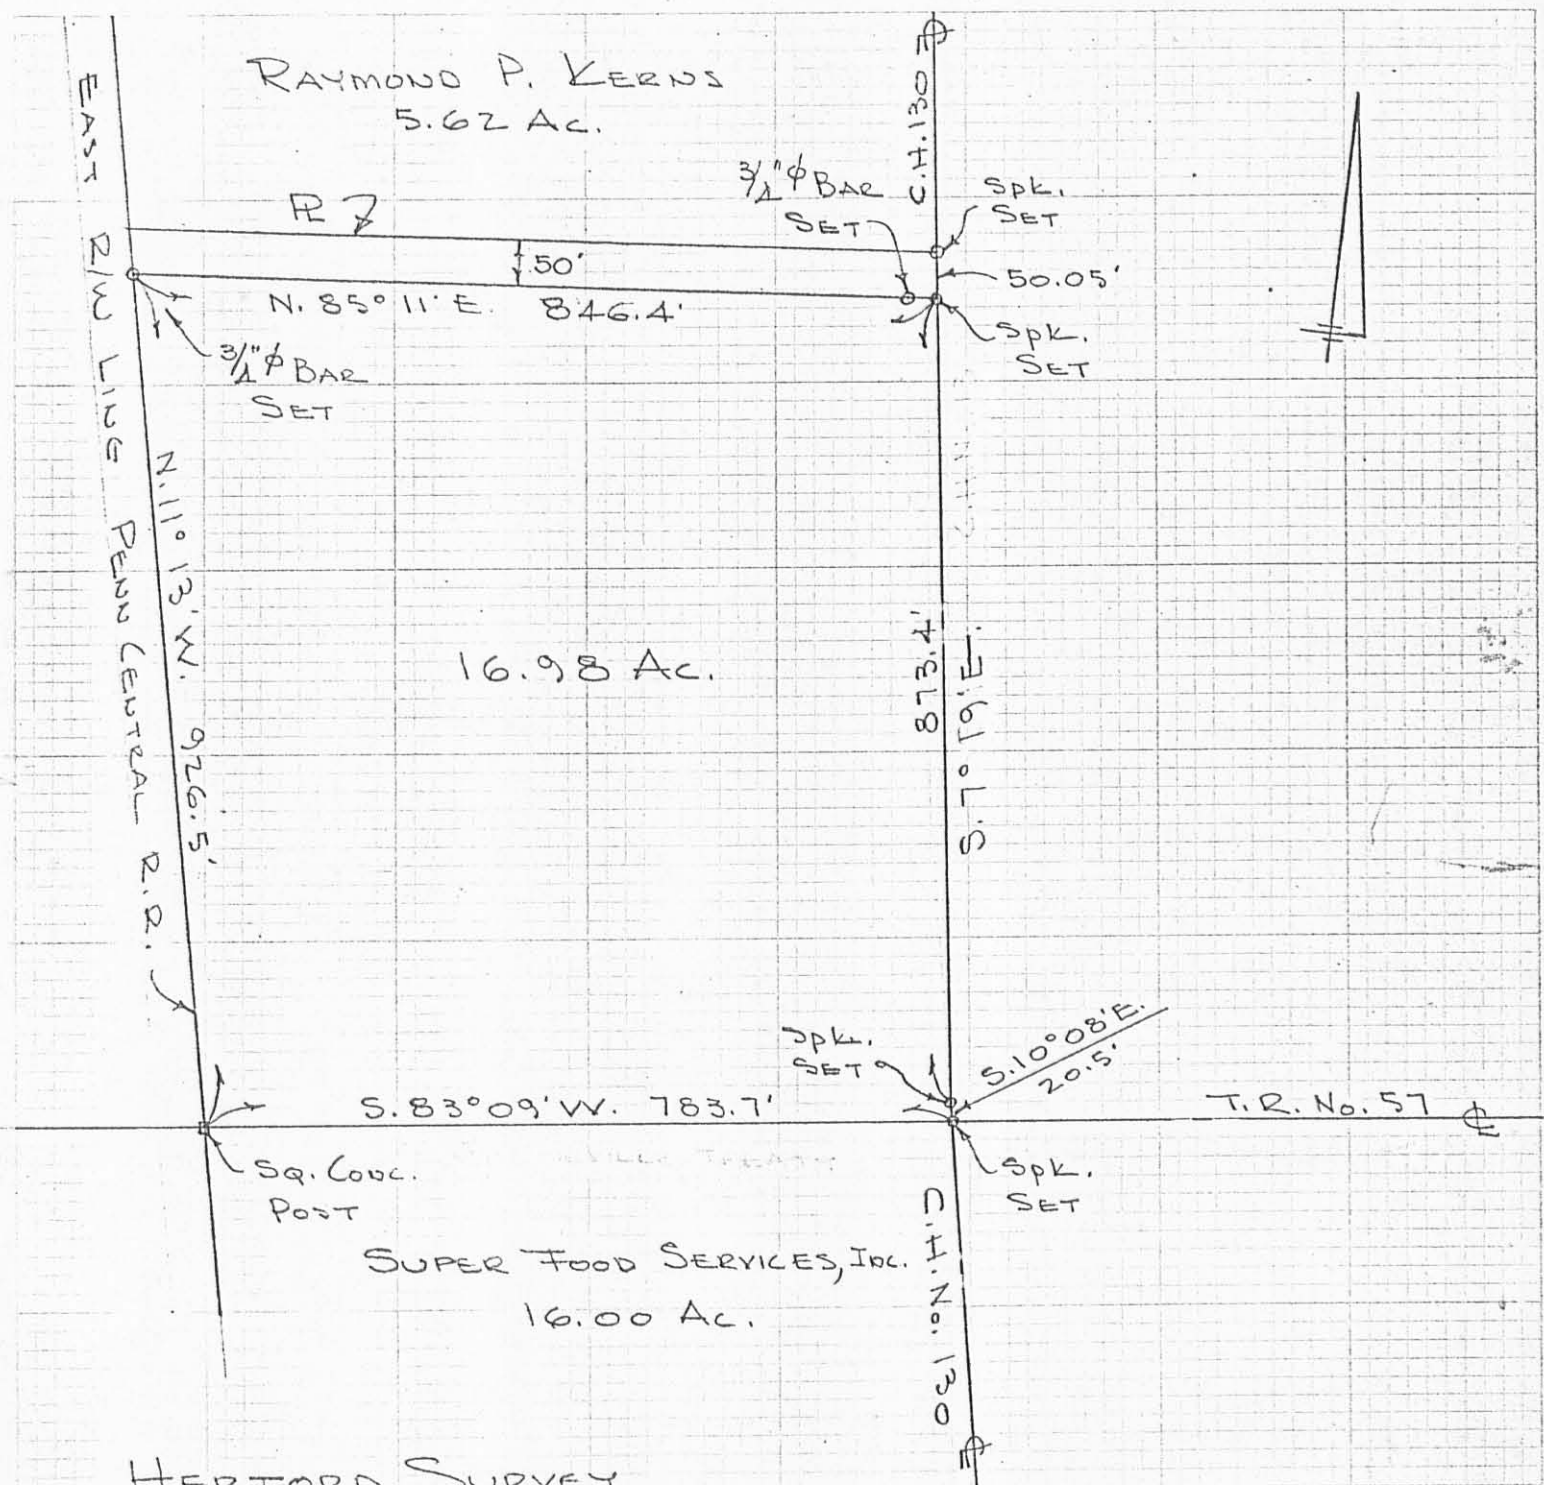 RAYMOND P. KERNS
5.62 Ac.
C.H. 130 ℄
EAST R/W LINE PENN CENTRAL R.R.
℄
3/4" ϕ BAR
SET
Spk.
SET
50'
50.05'
N. 85° 11' E. 846.4'
Spk.
SET
3/4" ϕ BAR
SET
N. 11° 13' W. 926.5'
16.98 Ac.
873.4'
S. 7° 19' E.
Spk.
SET
S. 10° 08' E.
20.5'
S. 83° 09' W. 783.7'
T.R. No. 57 ℄
Sq. Conc.
Post
Spk.
SET
C.H. No. 130 ℄
SUPER FOOD SERVICES, INC.
16.00 Ac.
SURVEY